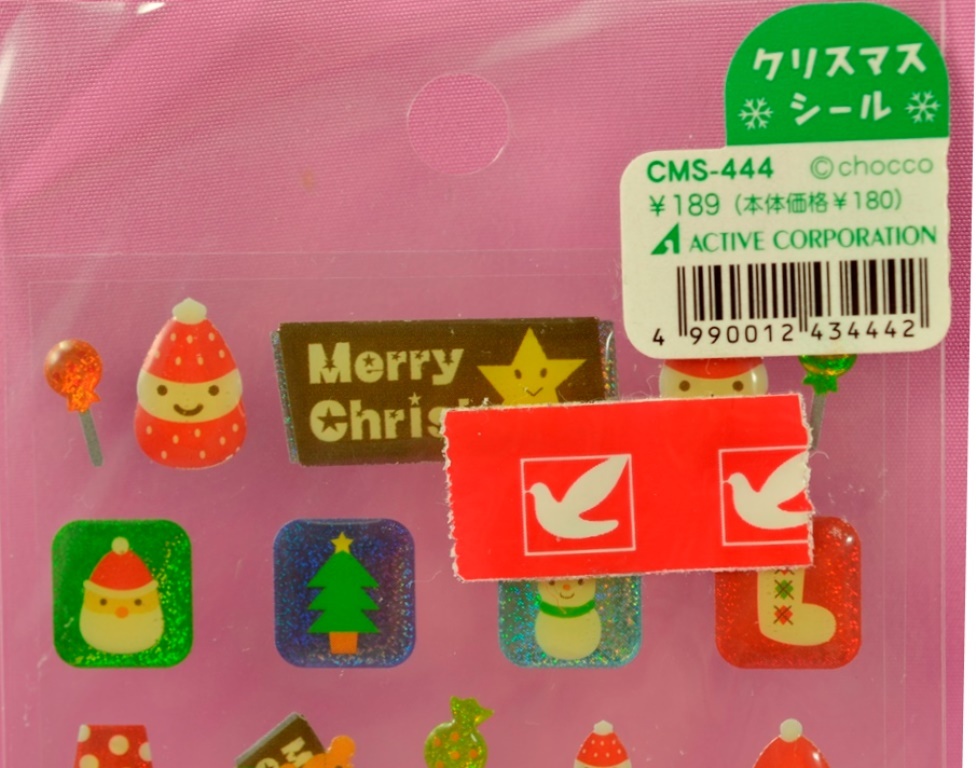 クリスマス
シール
CMS-444 ©chocco
￥189（本体価格￥180）
ACTIVE CORPORATION
4 990012 434442
Merry
Chris